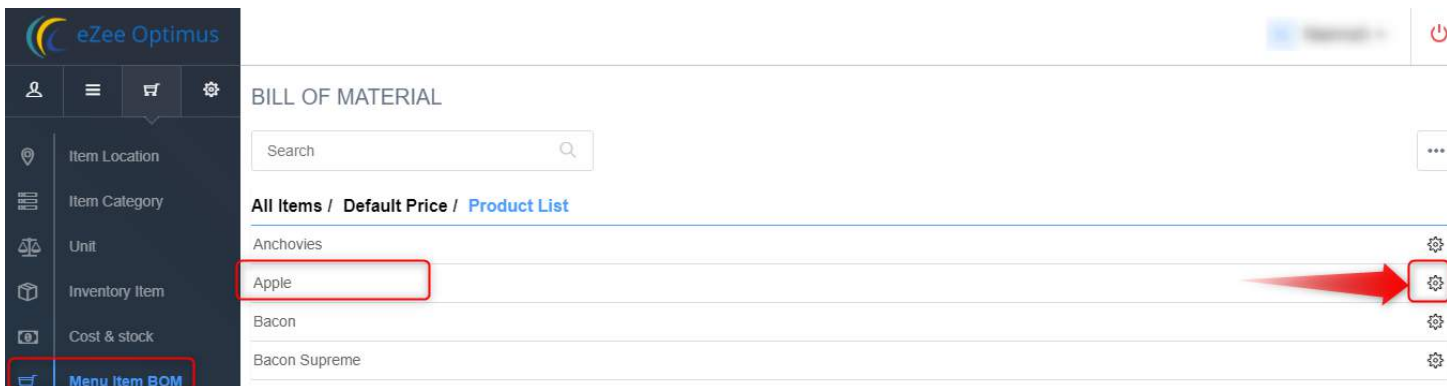 eZee Optimus
BILL OF MATERIAL
Search
Item Location
Item Category
All Items / Default Price / Product List
Unit
Anchovies
Inventory Item
Apple
Cost & stock
Bacon
Menu Item BOM
Bacon Supreme